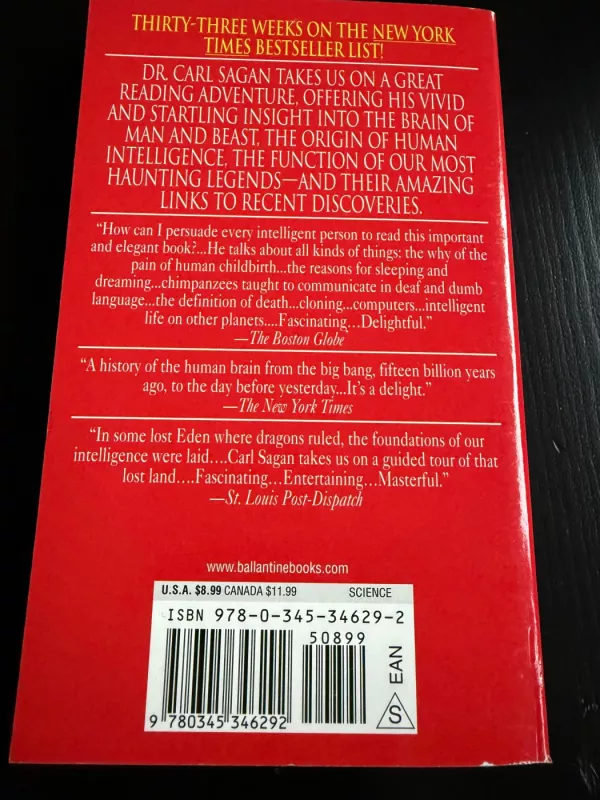 THIRTY-THREE WEEKS ON THE NEW YORK
TIMES BESTSELLER LIST!
DR. CARL SAGAN TAKES US ON A GREAT
READING ADVENTURE, OFFERING HIS VIVID
AND STARTLING INSIGHT INTO THE BRAIN OF
MAN AND BEAST, THE ORIGIN OF HUMAN
INTELLIGENCE, THE FUNCTION OF OUR MOST
HAUNTING LEGENDS—AND THEIR AMAZING
LINKS TO RECENT DISCOVERIES.
“How can I persuade every intelligent person to read this important
and elegant book?...He talks about all kinds of things: the why of the
pain of human childbirth...the reasons for sleeping and
dreaming...chimpanzees taught to communicate in deaf and dumb
language...the definition of death...cloning...computers...intelligent
life on other planets....Fascinating...Delightful.”
—The Boston Globe
“A history of the human brain from the big bang, fifteen billion years
ago, to the day before yesterday...It's a delight.”
—The New York Times
“In some lost Eden where dragons ruled, the foundations of our
intelligence were laid....Carl Sagan takes us on a guided tour of that
lost land....Fascinating...Entertaining...Masterful.”
—St. Louis Post-Dispatch
www.ballantinebooks.com
U.S.A. $8.99 CANADA $11.99 SCIENCE
ISBN 978-0-345-34629-2
50899
9 780345 346292
EAN
S